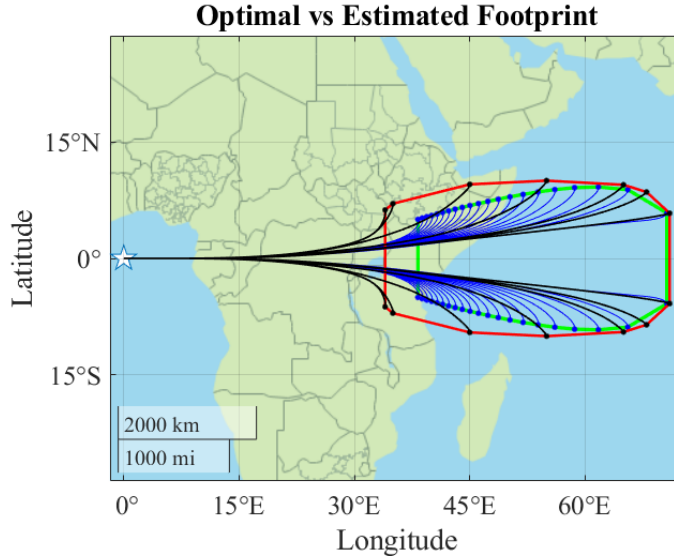 Optimal vs Estimated Footprint
15°N
0°
15°S
Latitude
2000 km
1000 mi
0° 15°E 30°E 45°E 60°E
Longitude